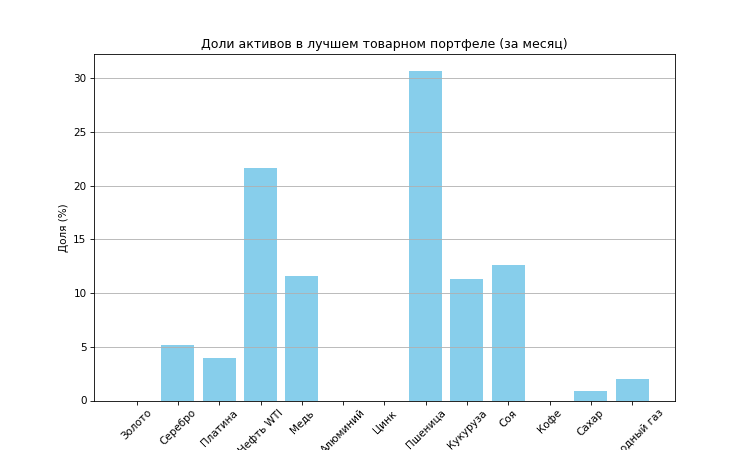 Доли активов в лучшем товарном портфеле (за месяц)
Доля (%)
30
25
20
15
10
5
0
Золото
Серебро
Платина
Нефть WTI
Медь
Алюминий
Цинк
Пшеница
Кукуруза
Соя
Кофе
Сахар
одный газ